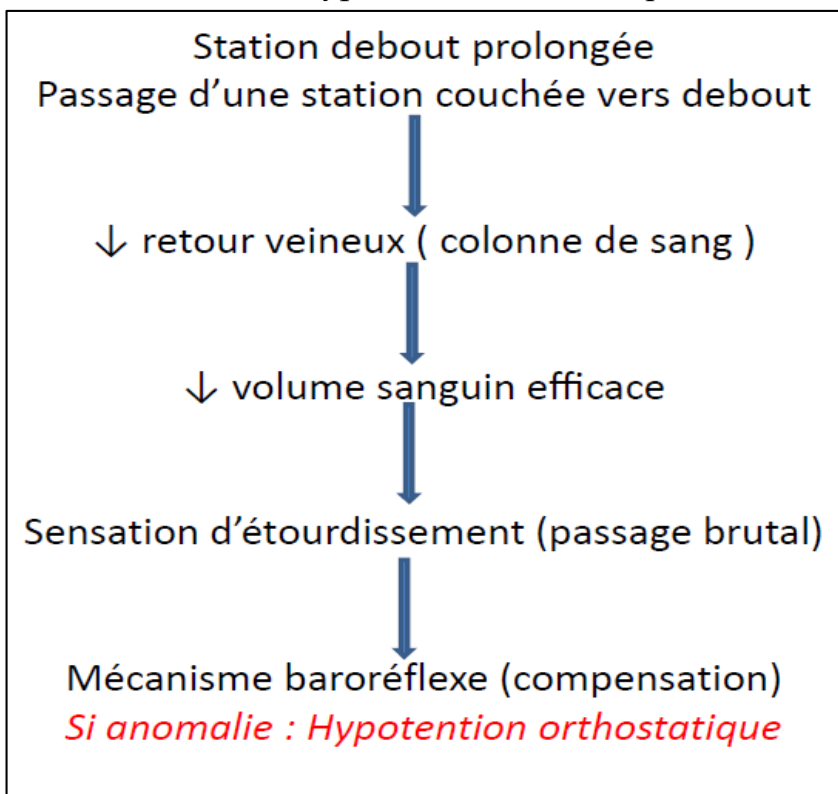 Station debout prolongée
Passage d'une station couchée vers debout
↓ retour veineux ( colonne de sang )
↓ volume sanguin efficace
Sensation d'étourdissement (passage brutal)
Mécanisme baroréflexe (compensation)
Si anomalie : Hypotention orthostatique